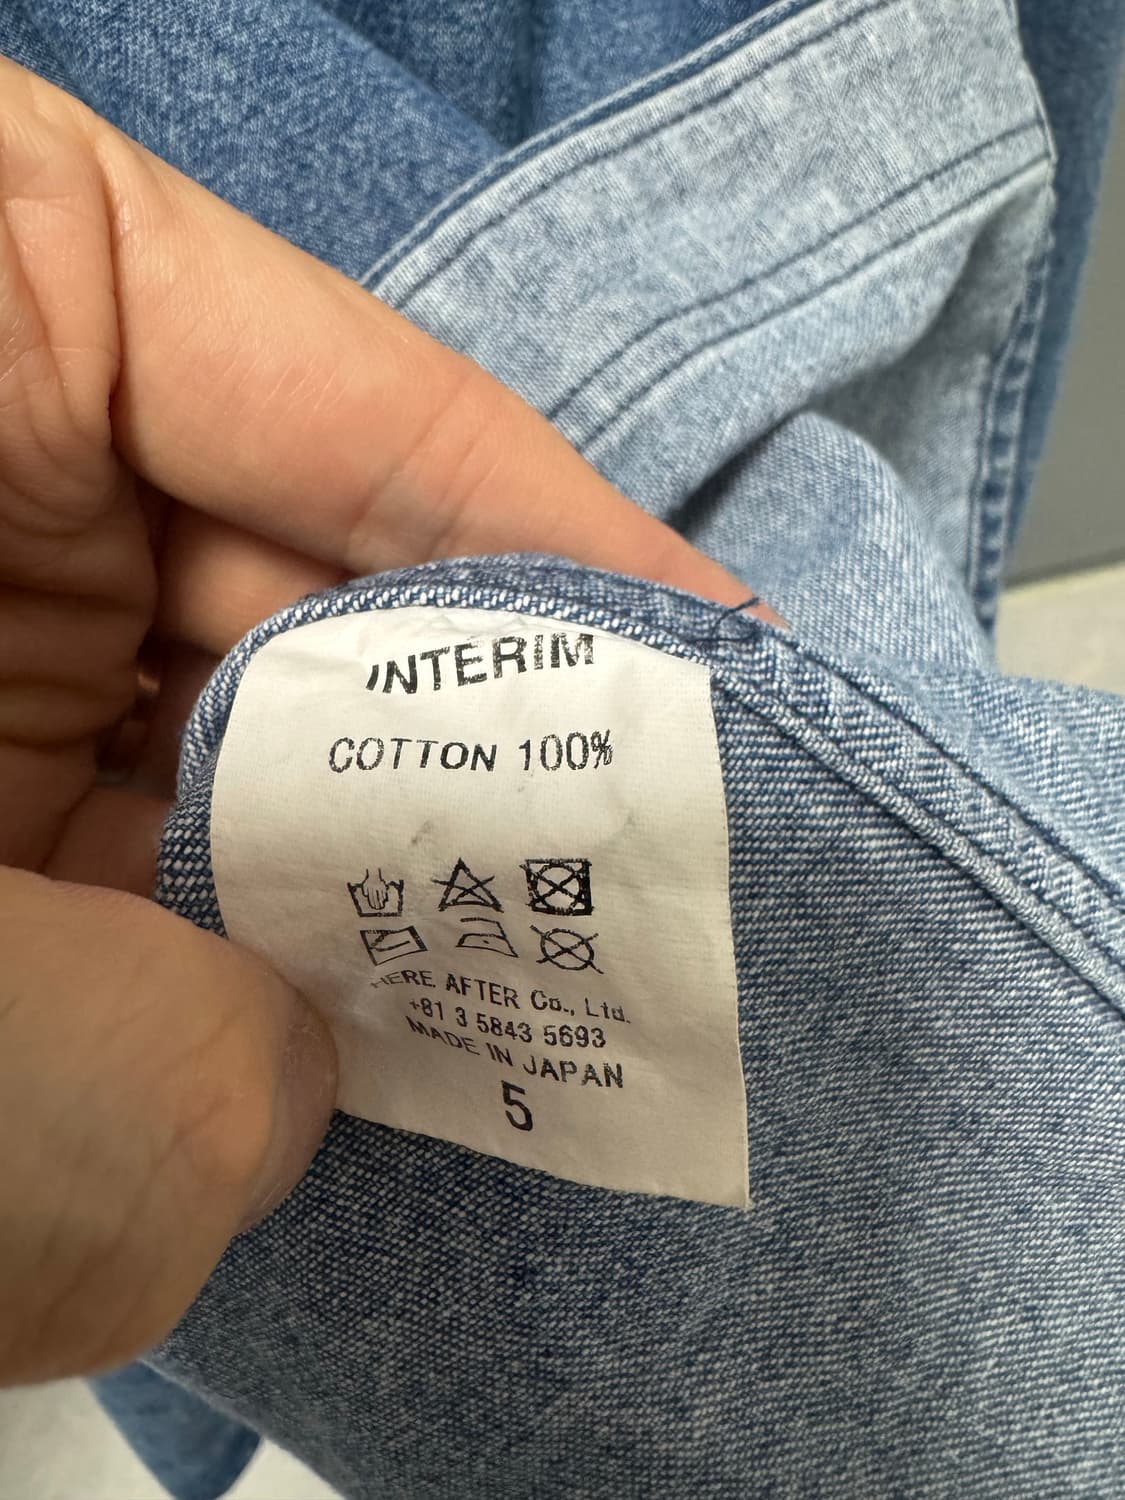 INTERIM
COTTON 100%
HERE AFTER Co., Ltd.
+81 3 5843 5693
MADE IN JAPAN
5